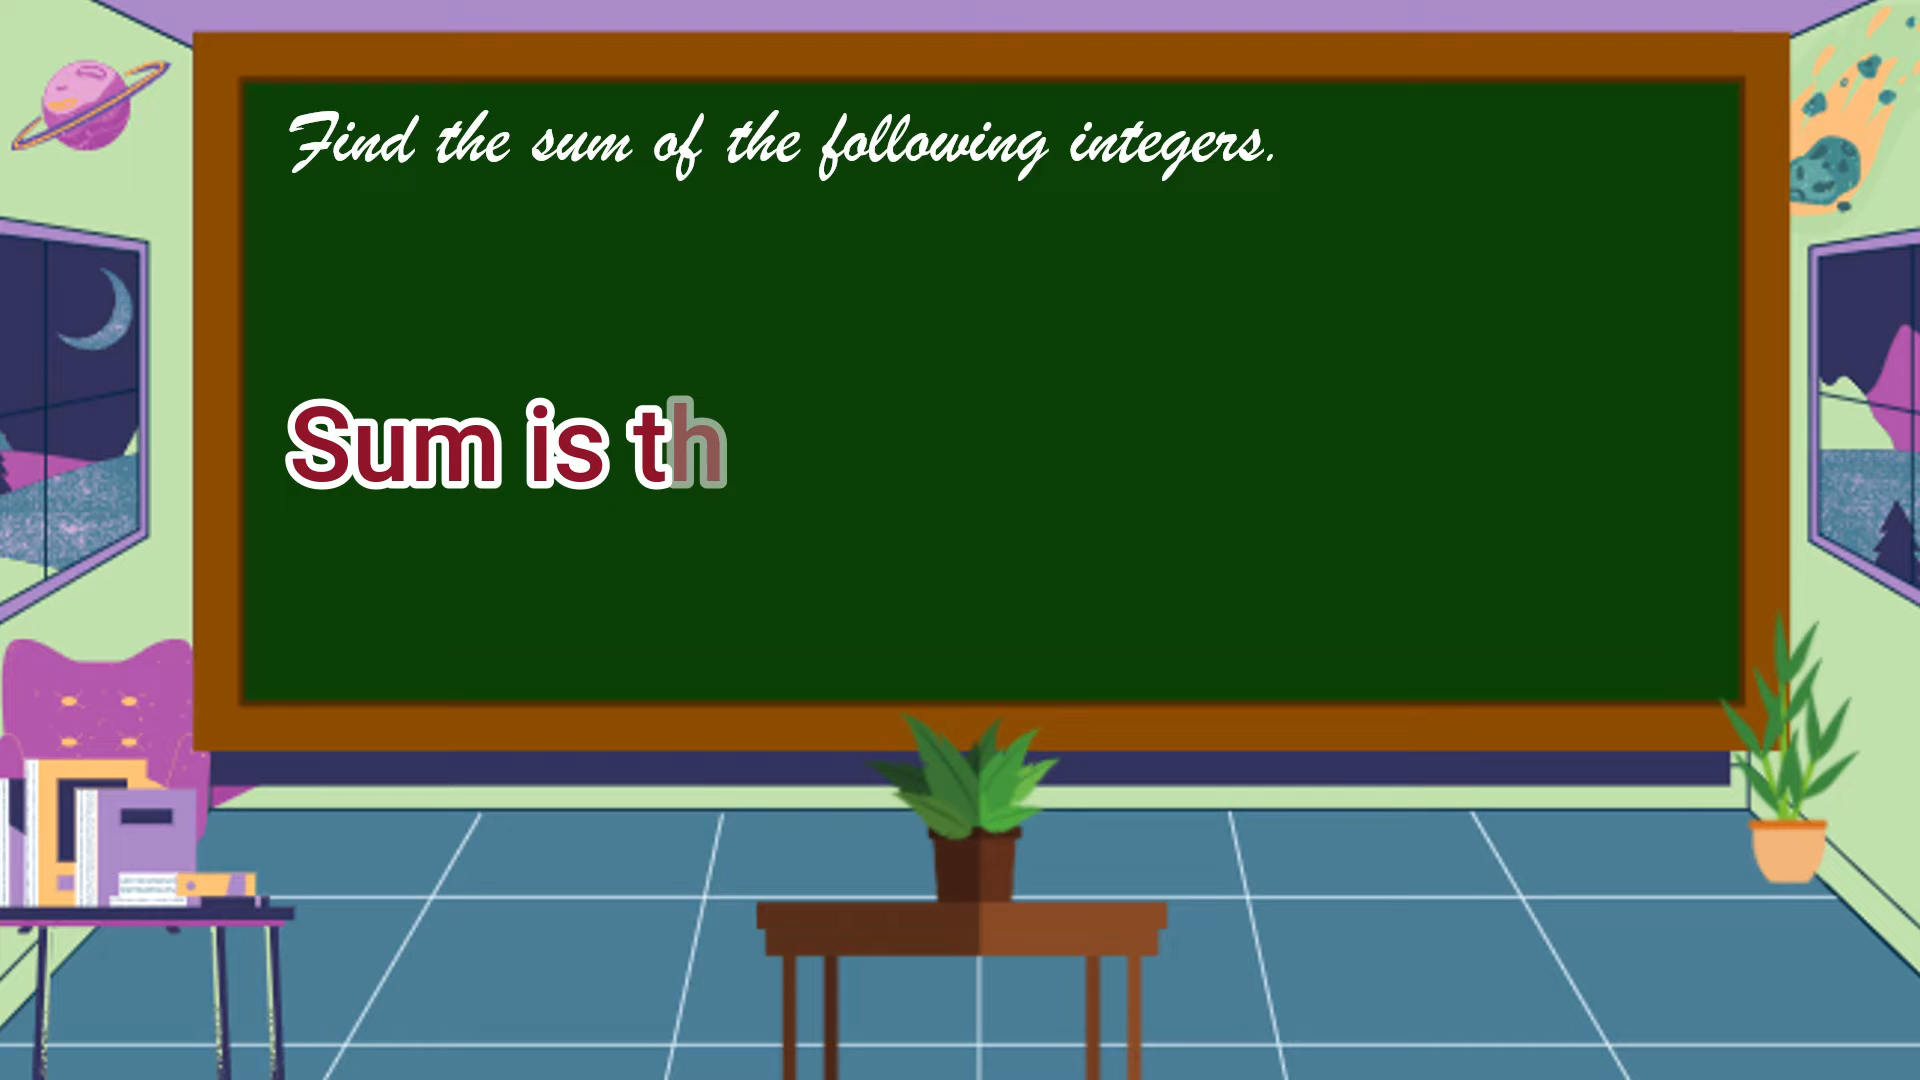 Find the sum of the following integers.
Sum is th